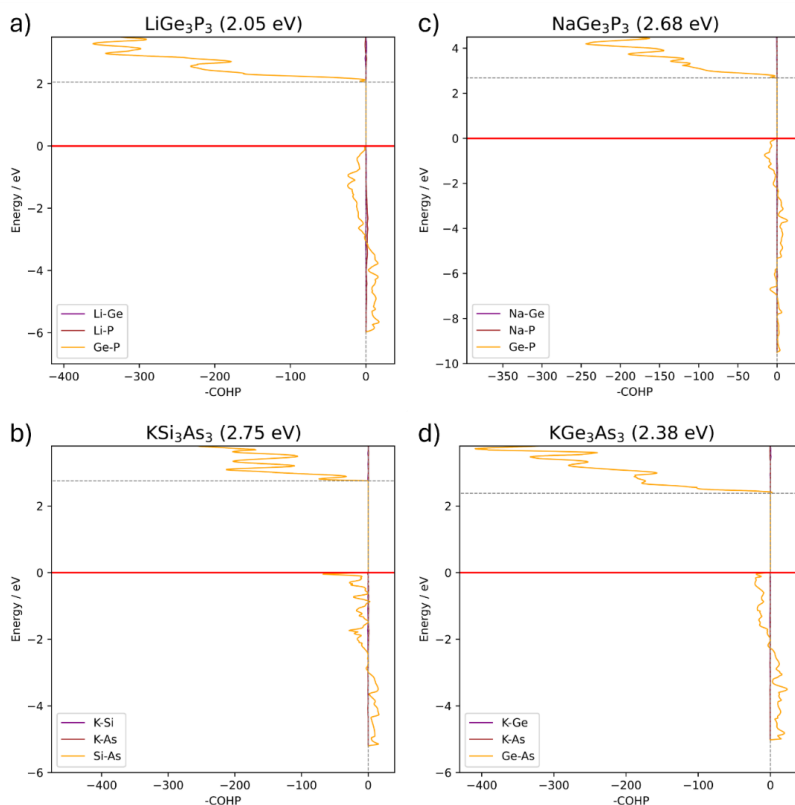 a)
LiGe₃P₃ (2.05 eV)
Energy / eV
2
0
−2
−4
−6
Li-Ge
Li-P
Ge-P
−400
−300
−200
−100
0
-COHP
c)
NaGe₃P₃ (2.68 eV)
Energy / eV
4
2
0
−2
−4
−6
−8
−10
Na-Ge
Na-P
Ge-P
−350
−300
−250
−200
−150
−100
−50
0
-COHP
b)
KSi₃As₃ (2.75 eV)
Energy / eV
2
0
−2
−4
−6
K-Si
K-As
Si-As
−400
−300
−200
−100
0
-COHP
d)
KGe₃As₃ (2.38 eV)
Energy / eV
2
0
−2
−4
−6
K-Ge
K-As
Ge-As
−400
−300
−200
−100
0
-COHP